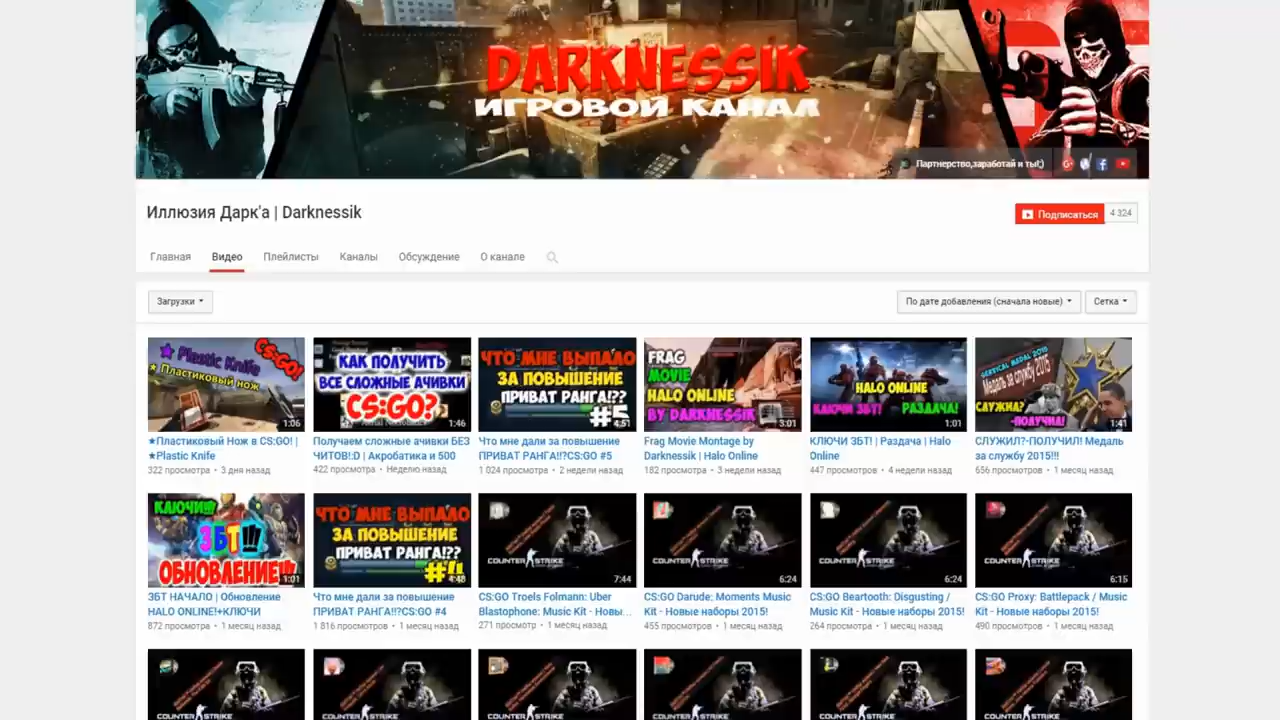 DARKNESSIK
ИГРОВОЙ КАНАЛ
Партнерство,заработай и ты!;)
Иллюзия Дарк'а | Darknessik
Подписаться
4 324
Главная
Видео
Плейлисты
Каналы
Обсуждение
О канале
Загрузки
По дате добавления (сначала новые)
Сетка
★ Plastic Knife
CS:GO!
★ Пластиковый нож
1:06
КАК ПОЛУЧИТЬ
ВСЕ СЛОЖНЫЕ АЧИВКИ
CS:GO?
1:46
ЧТО МНЕ ВЫПАЛО
ЗА ПОВЫШЕНИЕ
ПРИВАТ РАНГА!??
#5
4:51
FRAG
MOVIE
HALO ONLINE
BY DARKNESSIK
3:01
HALO ONLINE
КЛЮЧИ ЗБТ!
РАЗДАЧА!
1:01
SERVICE MEDAL 2015
Медаль за службу 2015
СЛУЖИЛ?
-ПОЛУЧИЛ!
1:41
★Пластиковый Нож в CS:GO! |
★Plastic Knife
322 просмотра • 3 дня назад
Получаем сложные ачивки БЕЗ
ЧИТОВ!:D | Акробатика и 500
422 просмотра • Неделю назад
Что мне дали за повышение
ПРИВАТ РАНГА!!?CS:GO #5
1 024 просмотра • 2 недели назад
Frag Movie Montage by
Darknessik | Halo Online
182 просмотра • 3 недели назад
КЛЮЧИ ЗБТ! | Раздача | Halo
Online
447 просмотров • 4 недели назад
СЛУЖИЛ?-ПОЛУЧИЛ! Медаль
за службу 2015!!!
656 просмотров • 1 месяц назад
КЛЮЧИ!!!
ЗБТ!!!
ОБНОВЛЕНИЕ!!!
1:01
ЧТО МНЕ ВЫПАЛО
ЗА ПОВЫШЕНИЕ
ПРИВАТ РАНГА!??
#4
4:48
COUNTER STRIKE
7:44
COUNTER STRIKE
6:24
COUNTER STRIKE
6:24
COUNTER STRIKE
6:15
ЗБТ НАЧАЛО | Обновление
HALO ONLINE!+КЛЮЧИ
872 просмотра • 1 месяц назад
Что мне дали за повышение
ПРИВАТ РАНГА!!?CS:GO #4
1 816 просмотров • 1 месяц назад
CS:GO Troels Folmann: Uber
Blastophone: Music Kit - Новы...
271 просмотр • 1 месяц назад
CS:GO Darude: Moments Music
Kit - Новые наборы 2015!
455 просмотров • 1 месяц назад
CS:GO Beartooth: Disgusting /
Music Kit - Новые наборы 2015!
264 просмотра • 1 месяц назад
CS:GO Proxy: Battlepack / Music
Kit - Новые наборы 2015!
490 просмотров • 1 месяц назад
COUNTER STRIKE
COUNTER STRIKE
COUNTER STRIKE
COUNTER STRIKE
COUNTER STRIKE
COUNTER STRIKE